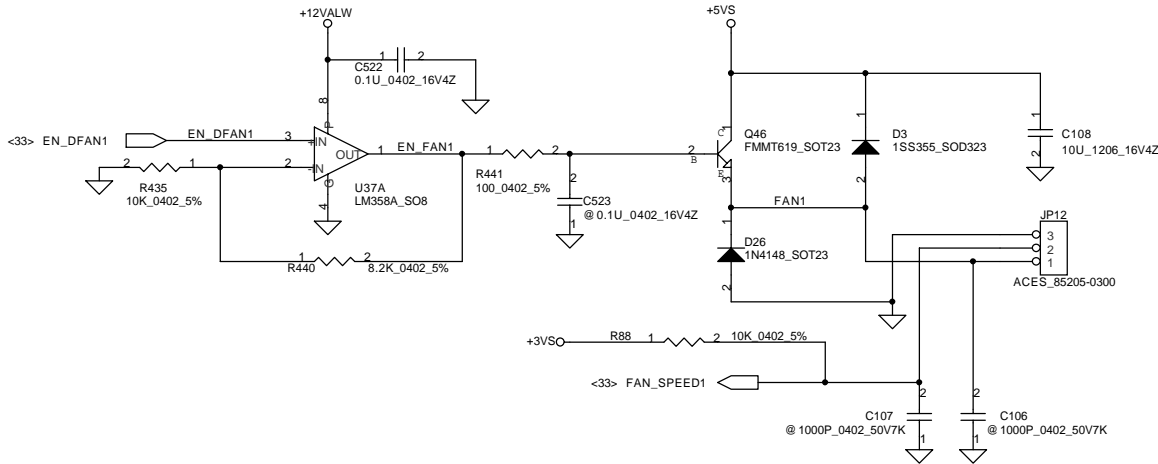 +12VALW
+5VS
1
2
C522
0.1U_0402_16V4Z
8
P
<33> EN_DFAN1
EN_DFAN1
3
+IN
OUT
1
EN_FAN1
2
-IN
G
4
U37A
LM358A_SO8
2
1
R435
10K_0402_5%
1
2
R441
100_0402_5%
2
C523
@ 0.1U_0402_16V4Z
1
1
R440
2
8.2K_0402_5%
C
1
2
B
E
3
Q46
FMMT619_SOT23
1
D3
1SS355_SOD323
2
1
C108
10U_1206_16V4Z
2
FAN1
1
D26
1N4148_SOT23
2
JP12
3
2
1
ACES_85205-0300
+3VS
R88
1
2
10K_0402_5%
<33> FAN_SPEED1
2
C107
@ 1000P_0402_50V7K
1
2
C106
@ 1000P_0402_50V7K
1